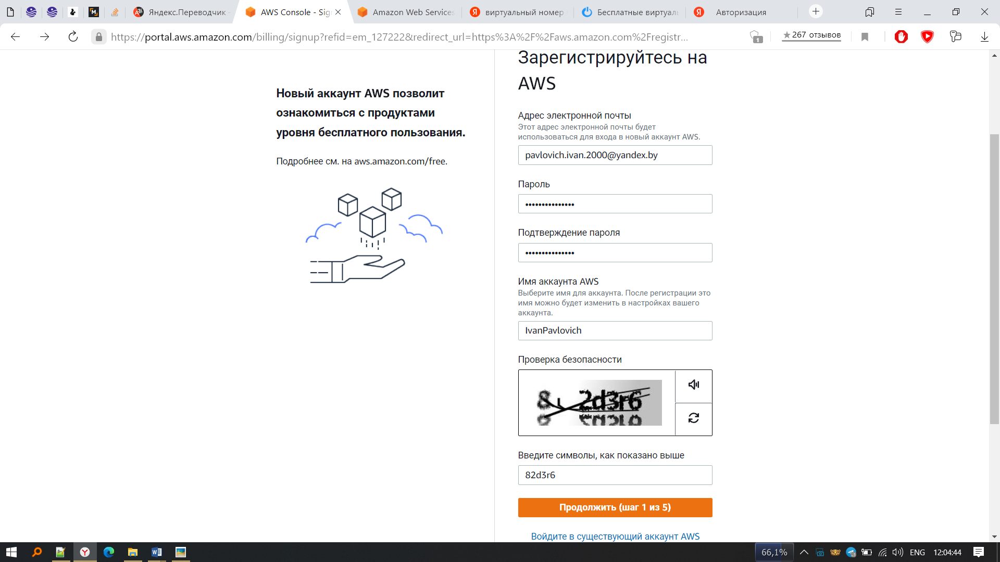 Яндекс.Переводчик -
AWS Console - Sig
Amazon Web Services
виртуальный номер
Бесплатные виртуаль
Авторизация
https://portal.aws.amazon.com/billing/signup?refid=em_127222&redirect_url=https%3A%2F%2Faws.amazon.com%2Fregistr...
1
★267 отзывов
Новый аккаунт AWS позволит
ознакомиться с продуктами
уровня бесплатного пользования.
Подробнее см. на aws.amazon.com/free.
Зарегистрируйтесь на
AWS
Адрес электронной почты
Этот адрес электронной почты будет
использоваться для входа в новый аккаунт AWS.
pavlovich.ivan.2000@yandex.by
Пароль
•••••••••••••••
Подтверждение пароля
•••••••••••••••
Имя аккаунта AWS
Выберите имя для аккаунта. После регистрации это
имя можно будет изменить в настройках вашего
аккаунта.
IvanPavlovich
Проверка безопасности
Введите символы, как показано выше
82d3r6
Продолжить (шаг 1 из 5)
Войдите в существующий аккаунт AWS
66,1%
ENG
12:04:44